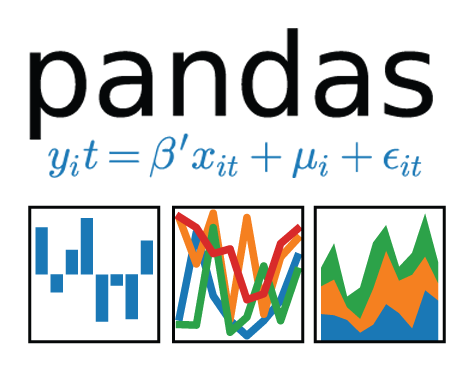 pandas
yᵢt = β′xᵢₜ + μᵢ + ϵᵢₜ